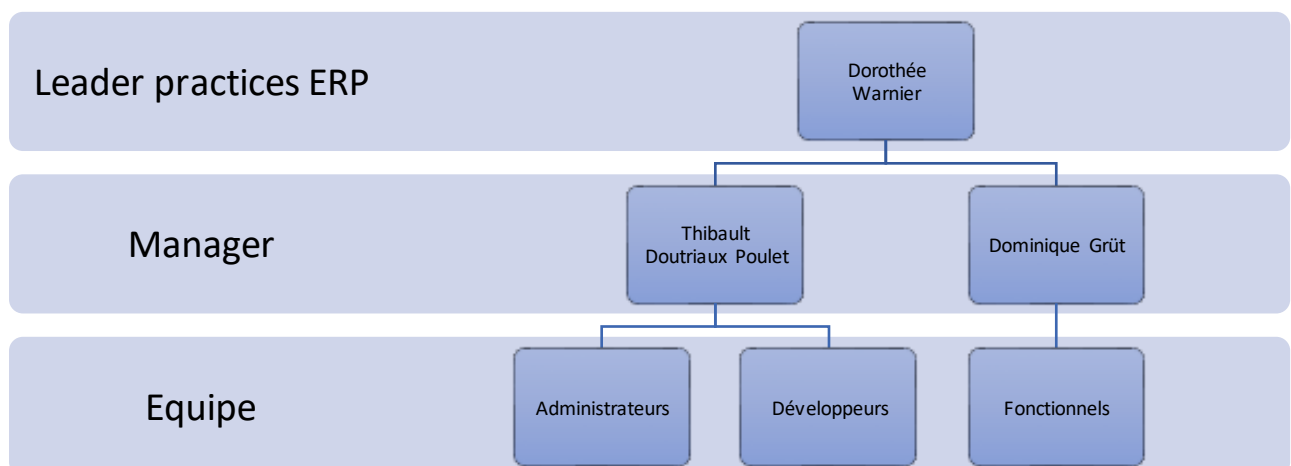 Leader practices ERP
Dorothée
Warnier
Manager
Thibault
Doutriaux Poulet
Dominique Grüt
Equipe
Administrateurs
Développeurs
Fonctionnels